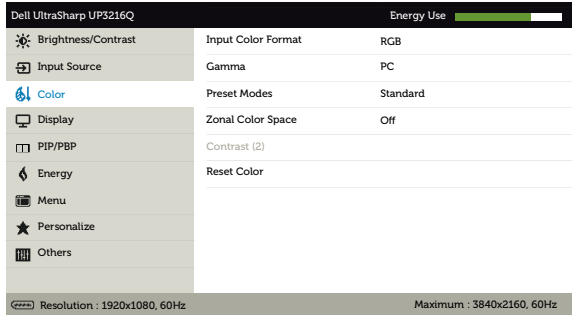 Dell UltraSharp UP3216Q Energy Use
Brightness/Contrast Input Color Format RGB
Input Source Gamma PC
Color Preset Modes Standard
Display Zonal Color Space Off
PIP/PBP Contrast (2)
Energy Reset Color
Menu
Personalize
Others
Resolution : 1920x1080, 60Hz Maximum : 3840x2160, 60Hz